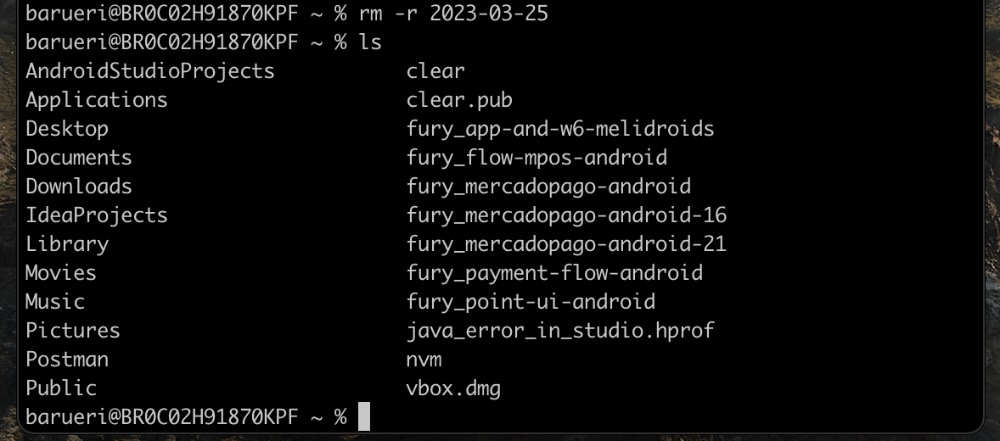 barueri@BR0C02H91870KPF ~ % rm -r 2023-03-25
barueri@BR0C02H91870KPF ~ % ls
AndroidStudioProjects clear
Applications clear.pub
Desktop fury_app-and-w6-melidroids
Documents fury_flow-mpos-android
Downloads fury_mercadopago-android
IdeaProjects fury_mercadopago-android-16
Library fury_mercadopago-android-21
Movies fury_payment-flow-android
Music fury_point-ui-android
Pictures java_error_in_studio.hprof
Postman nvm
Public vbox.dmg
barueri@BR0C02H91870KPF ~ %